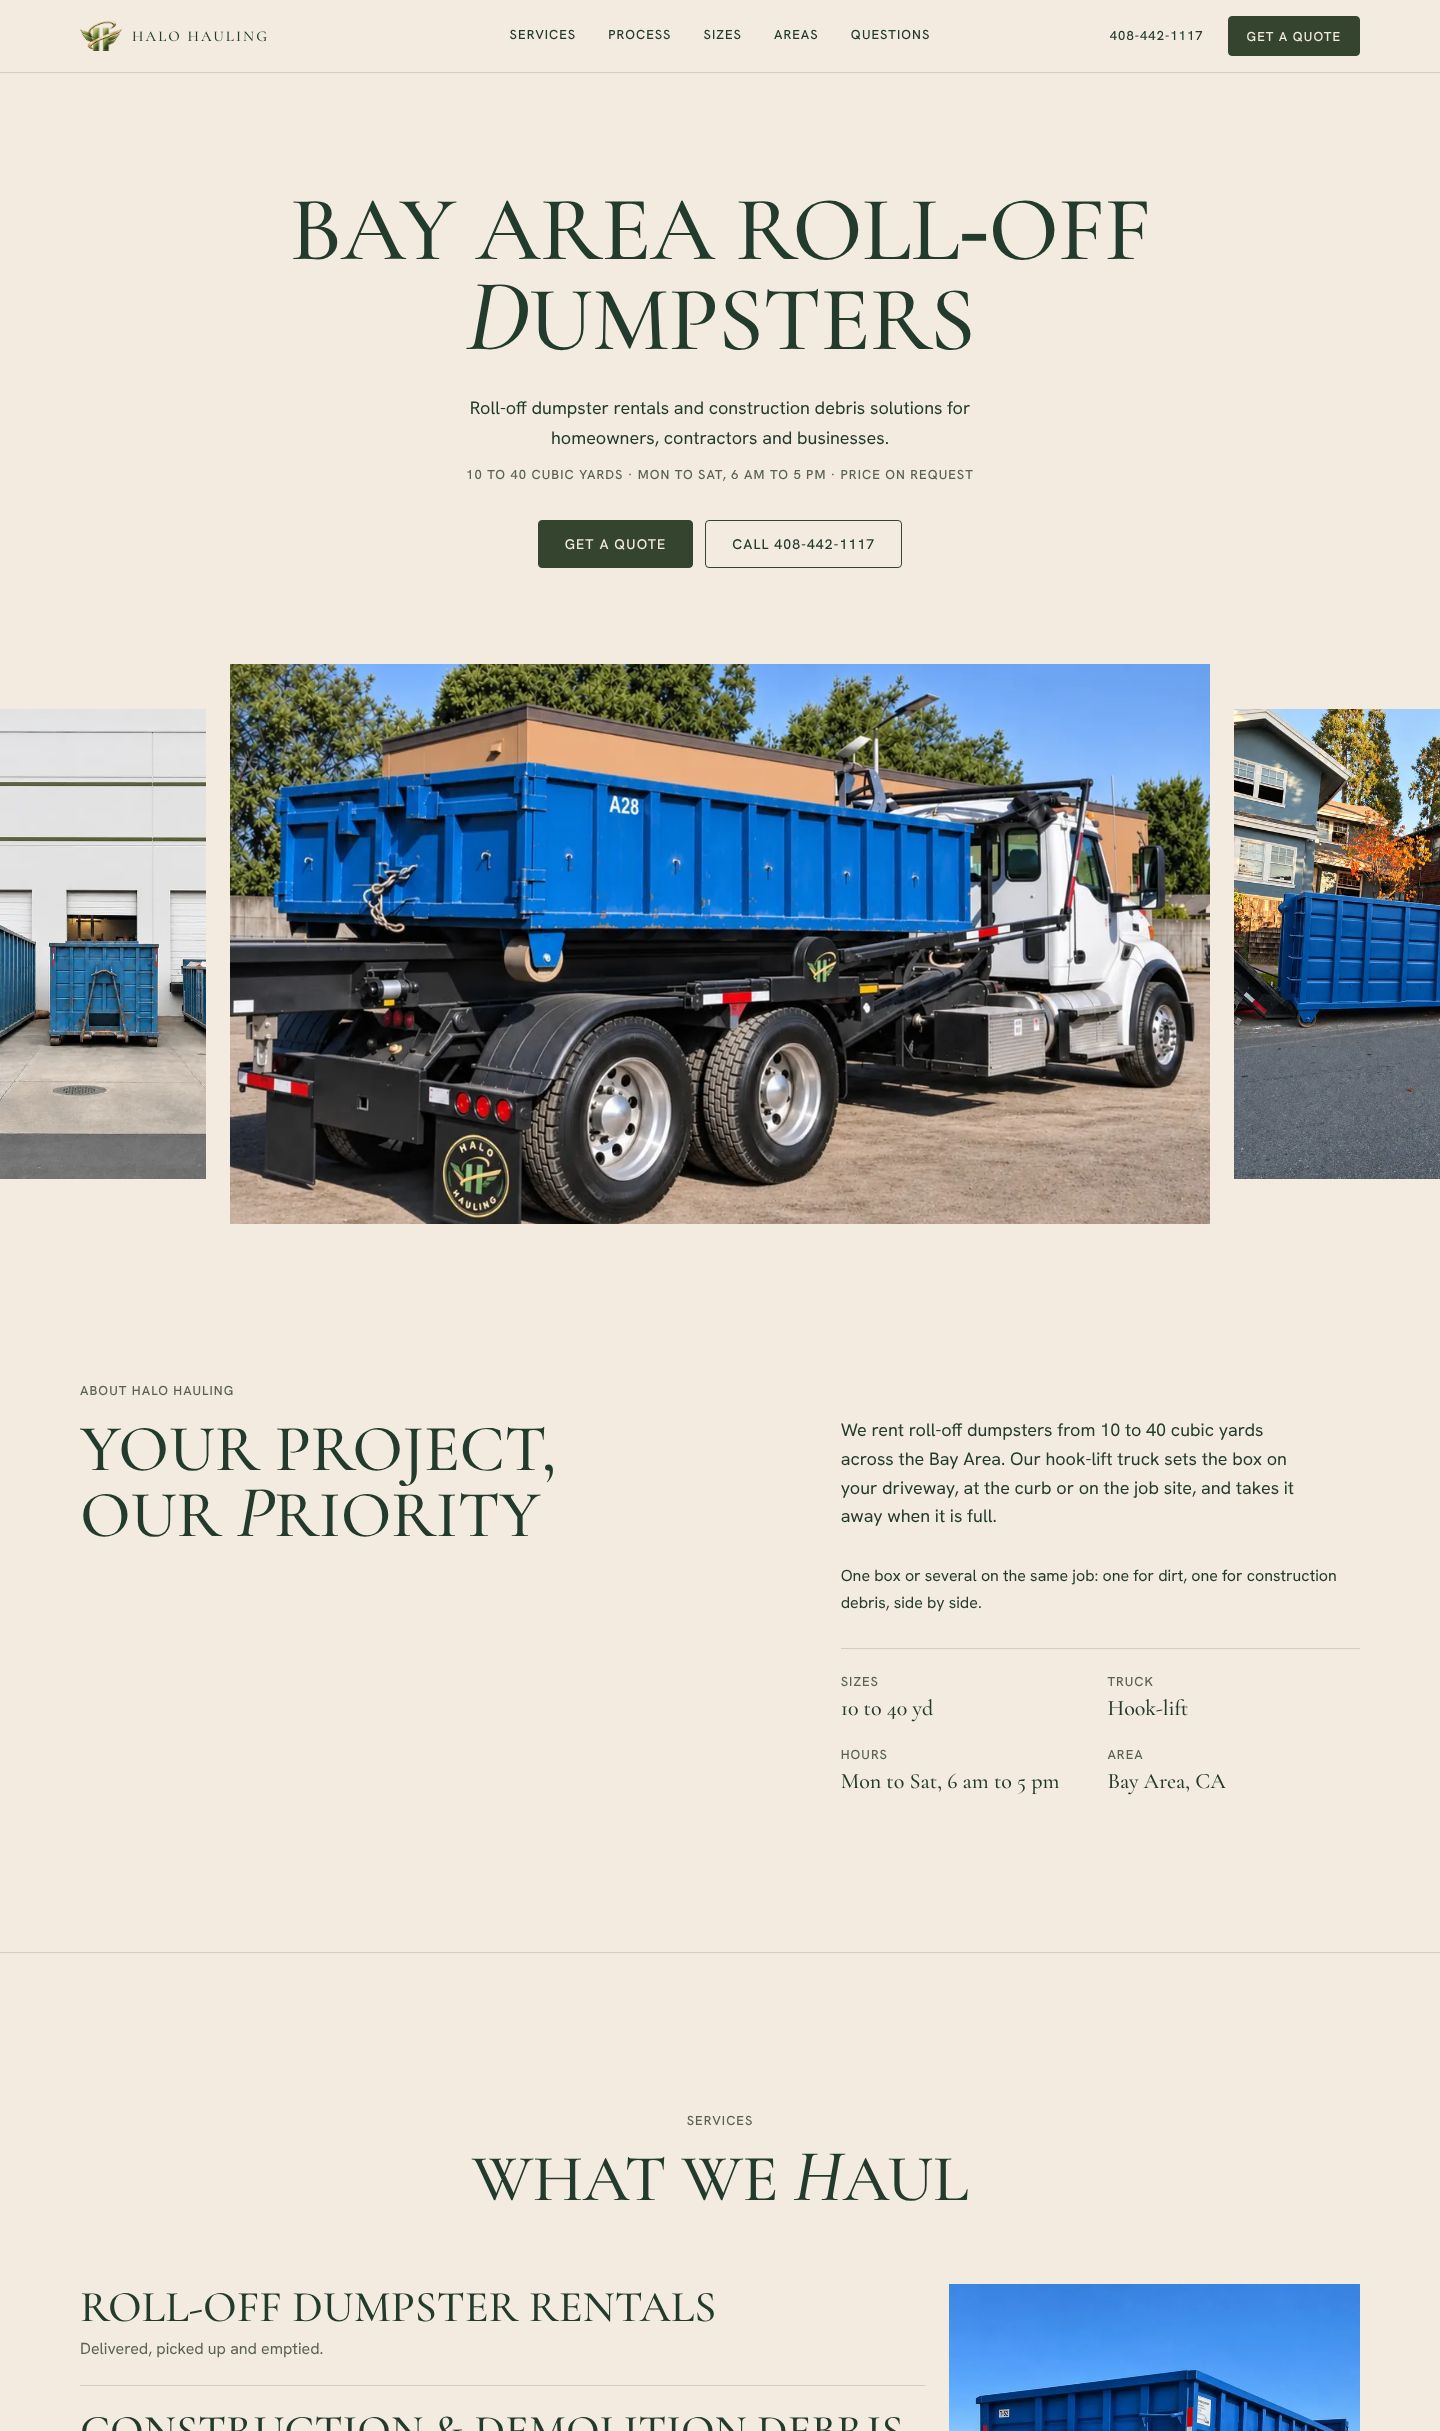 HALO HAULING
SERVICES
PROCESS
SIZES
AREAS
QUESTIONS
408-442-1117
GET A QUOTE
BAY AREA ROLL-OFF
DUMPSTERS
Roll-off dumpster rentals and construction debris solutions for
homeowners, contractors and businesses.
10 TO 40 CUBIC YARDS · MON TO SAT, 6 AM TO 5 PM · PRICE ON REQUEST
GET A QUOTE
CALL 408-442-1117
A28
HALO
HAULING
ABOUT HALO HAULING
YOUR PROJECT,
OUR PRIORITY
We rent roll-off dumpsters from 10 to 40 cubic yards
across the Bay Area. Our hook-lift truck sets the box on
your driveway, at the curb or on the job site, and takes it
away when it is full.
One box or several on the same job: one for dirt, one for construction
debris, side by side.
SIZES
10 to 40 yd
TRUCK
Hook-lift
HOURS
Mon to Sat, 6 am to 5 pm
AREA
Bay Area, CA
SERVICES
WHAT WE HAUL
ROLL-OFF DUMPSTER RENTALS
Delivered, picked up and emptied.
CONSTRUCTION & DEMOLITION DEBRIS